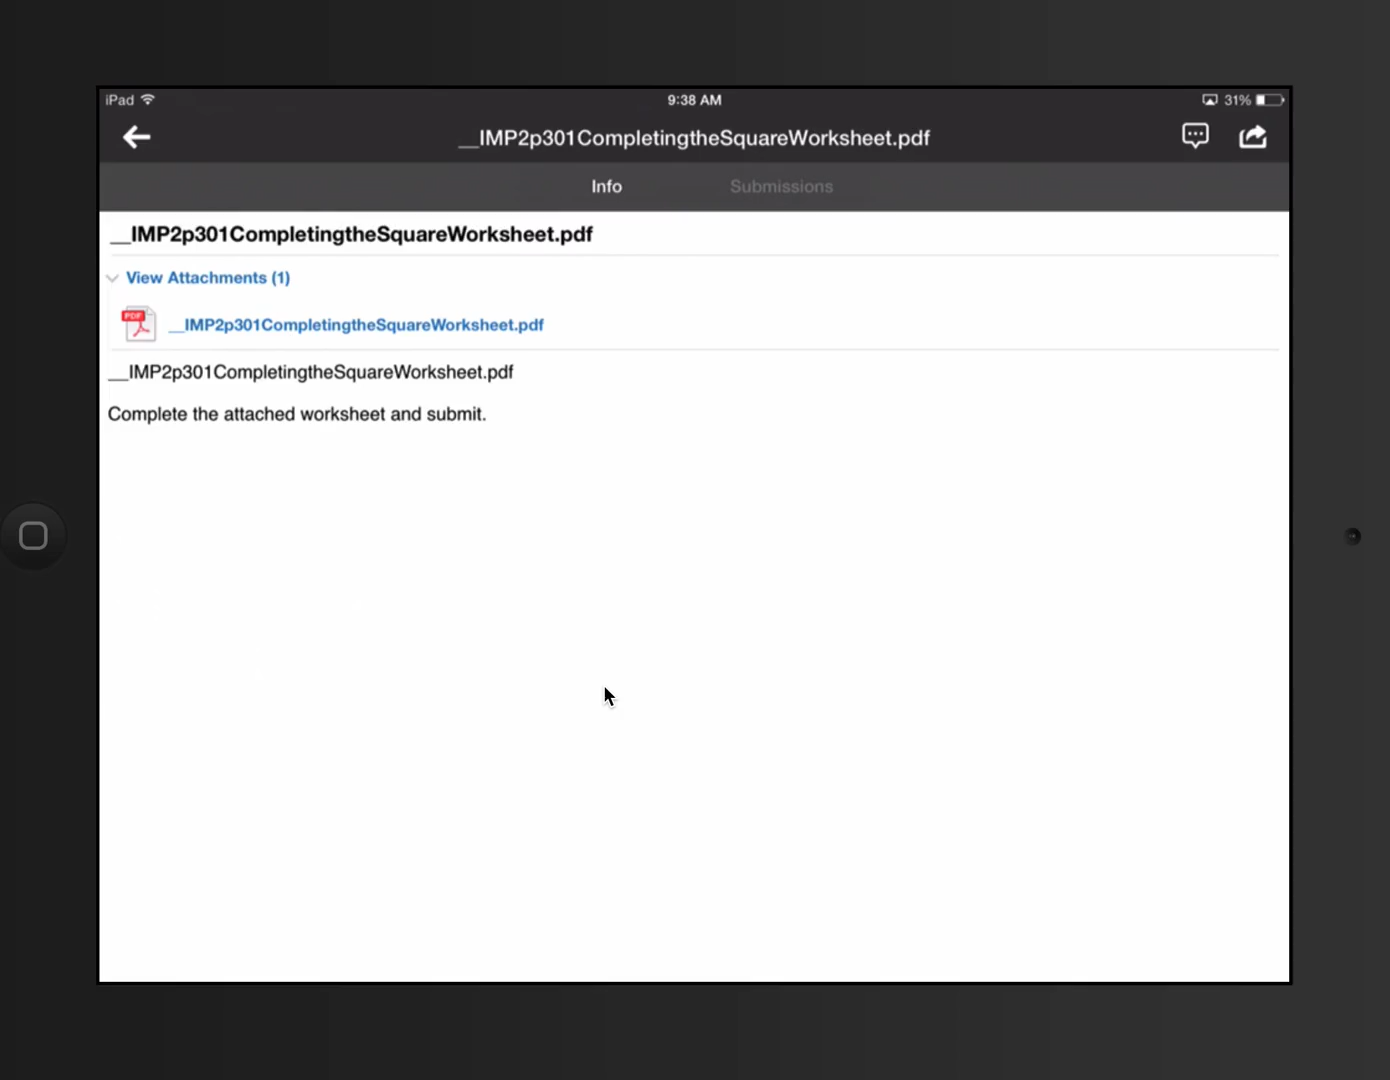 iPad
9:38 AM
31%
__IMP2p301CompletingtheSquareWorksheet.pdf
Info
Submissions
__IMP2p301CompletingtheSquareWorksheet.pdf
View Attachments (1)
PDF
__IMP2p301CompletingtheSquareWorksheet.pdf
__IMP2p301CompletingtheSquareWorksheet.pdf
Complete the attached worksheet and submit.